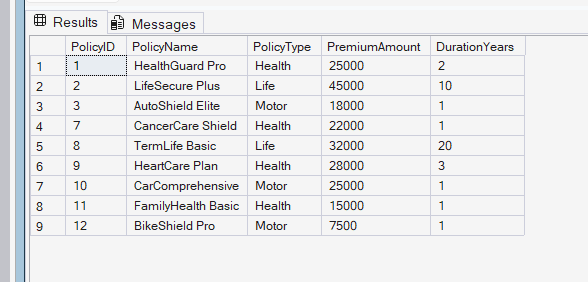 Results Messages
PolicyID PolicyName PolicyType PremiumAmount DurationYears
1 1 HealthGuard Pro Health 25000 2
2 2 LifeSecure Plus Life 45000 10
3 3 AutoShield Elite Motor 18000 1
4 7 CancerCare Shield Health 22000 1
5 8 TermLife Basic Life 32000 20
6 9 HeartCare Plan Health 28000 3
7 10 CarComprehensive Motor 25000 1
8 11 FamilyHealth Basic Health 15000 1
9 12 BikeShield Pro Motor 7500 1